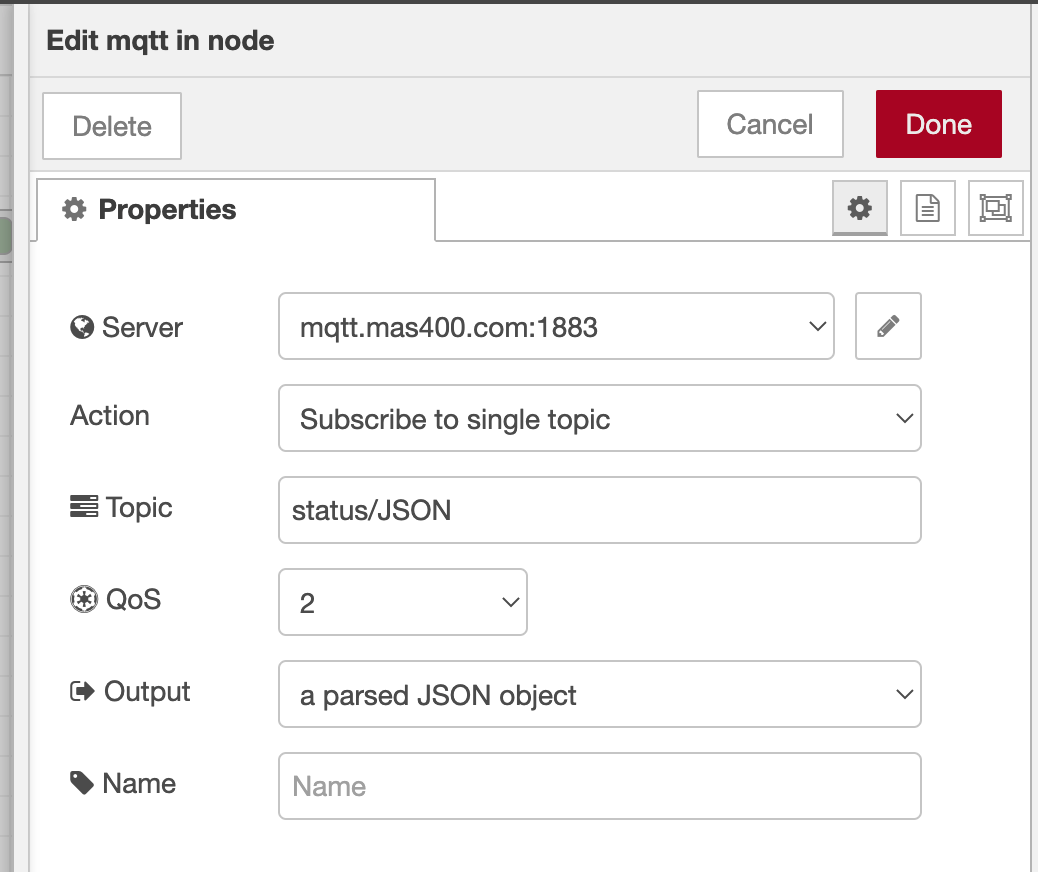 Edit mqtt in node
Delete
Cancel
Done
Properties
Server
mqtt.mas400.com:1883
Action
Subscribe to single topic
Topic
status/JSON
QoS
2
Output
a parsed JSON object
Name
Name